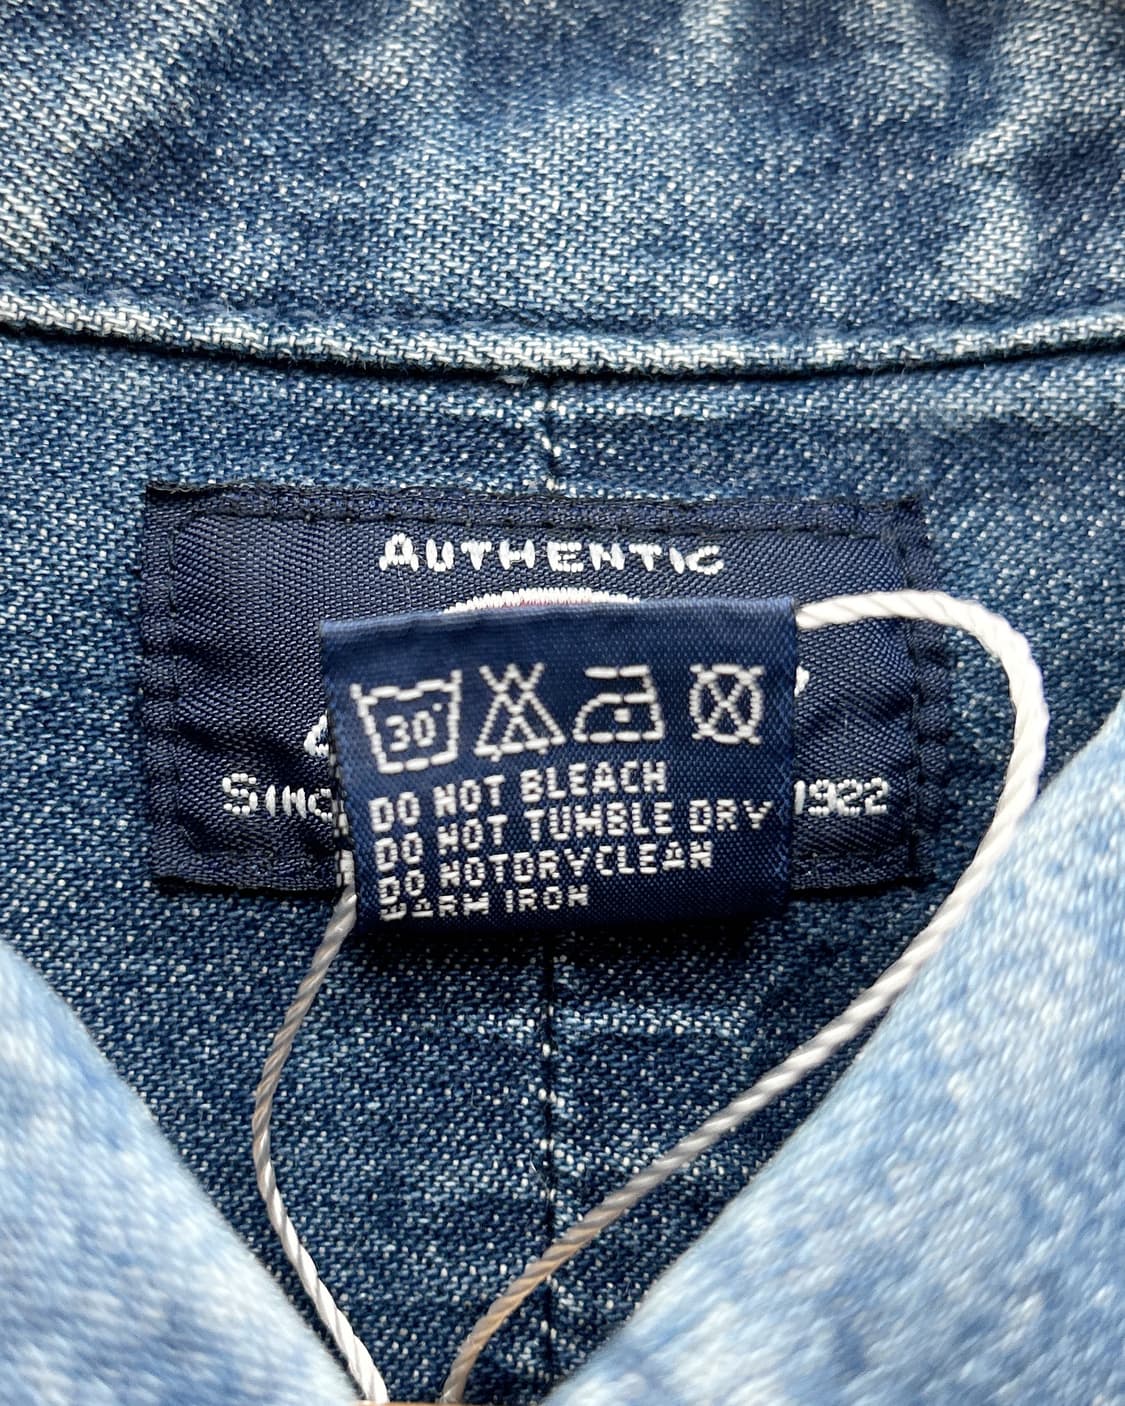 AUTHENTIC
1922
30°
DO NOT BLEACH
DO NOT TUMBLE DRY
DO NOTDRYCLEAN
WARM IRON